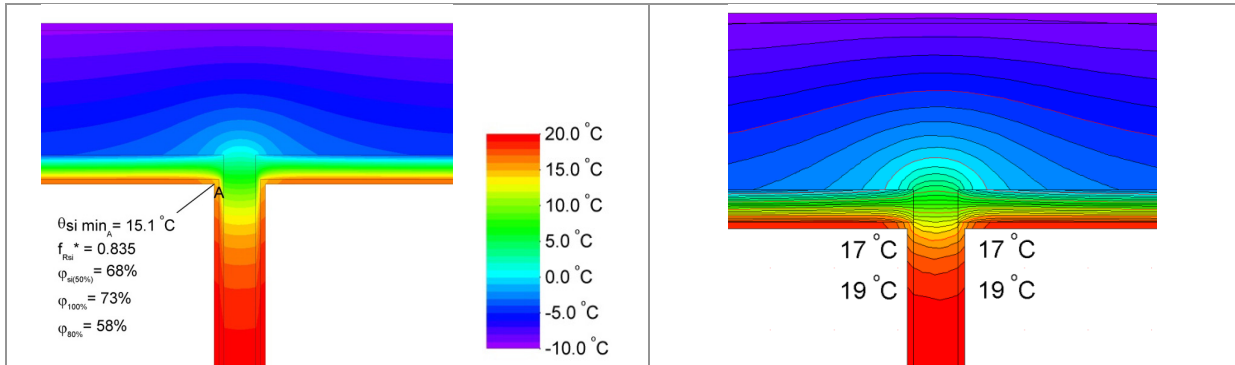 A
θsi minA= 15.1 °C
fRsi* = 0.835
φsi(50%) = 68%
φ100% = 73%
φ80% = 58%
20.0 °C
15.0 °C
10.0 °C
5.0 °C
0.0 °C
-5.0 °C
-10.0 °C
17 °C 17 °C
19 °C 19 °C